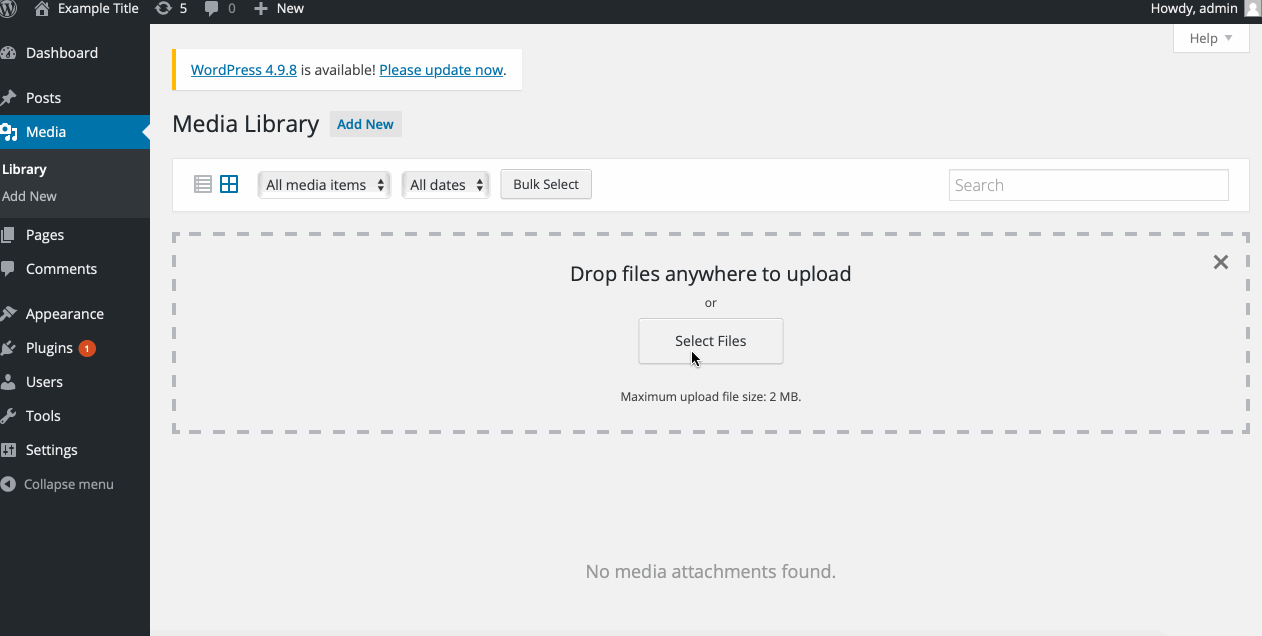 Example Title 5 0 New Howdy, admin
Help
Dashboard
Posts
Media
Library
Add New
Pages
Comments
Appearance
Plugins 1
Users
Tools
Settings
Collapse menu
WordPress 4.9.8 is available! Please update now.
Media Library Add New
All media items All dates Bulk Select Search
Drop files anywhere to upload
or
Select Files
Maximum upload file size: 2 MB.
No media attachments found.